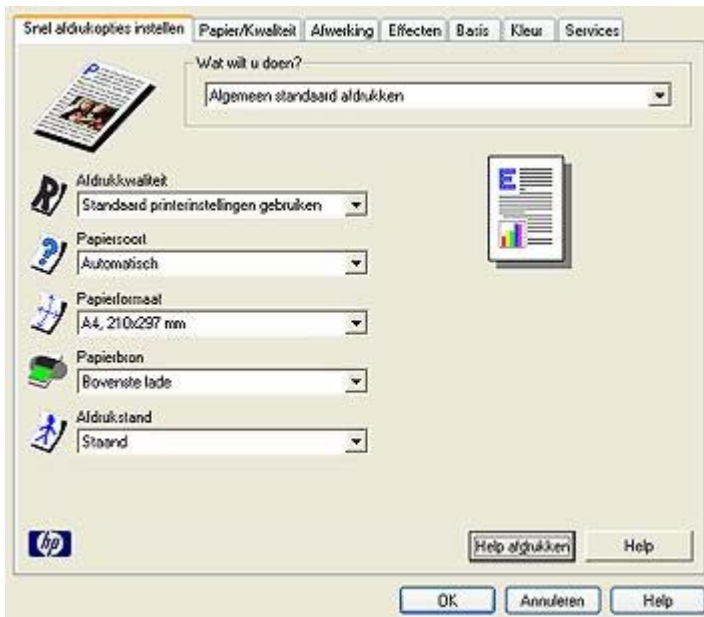 Snel afdrukopties instellen Papier/Kwaliteit Afwerking Effecten Basis Kleur Services
Wat wilt u doen?
Algemeen standaard afdrukken
Afdrukkwaliteit
Standaard printerinstellingen gebruiken
Papiersoort
Automatisch
Papierformaat
A4, 210x297 mm
Papierbron
Bovenste lade
Afdrukstand
Staand
hp
Help afdrukken Help
OK Annuleren Help